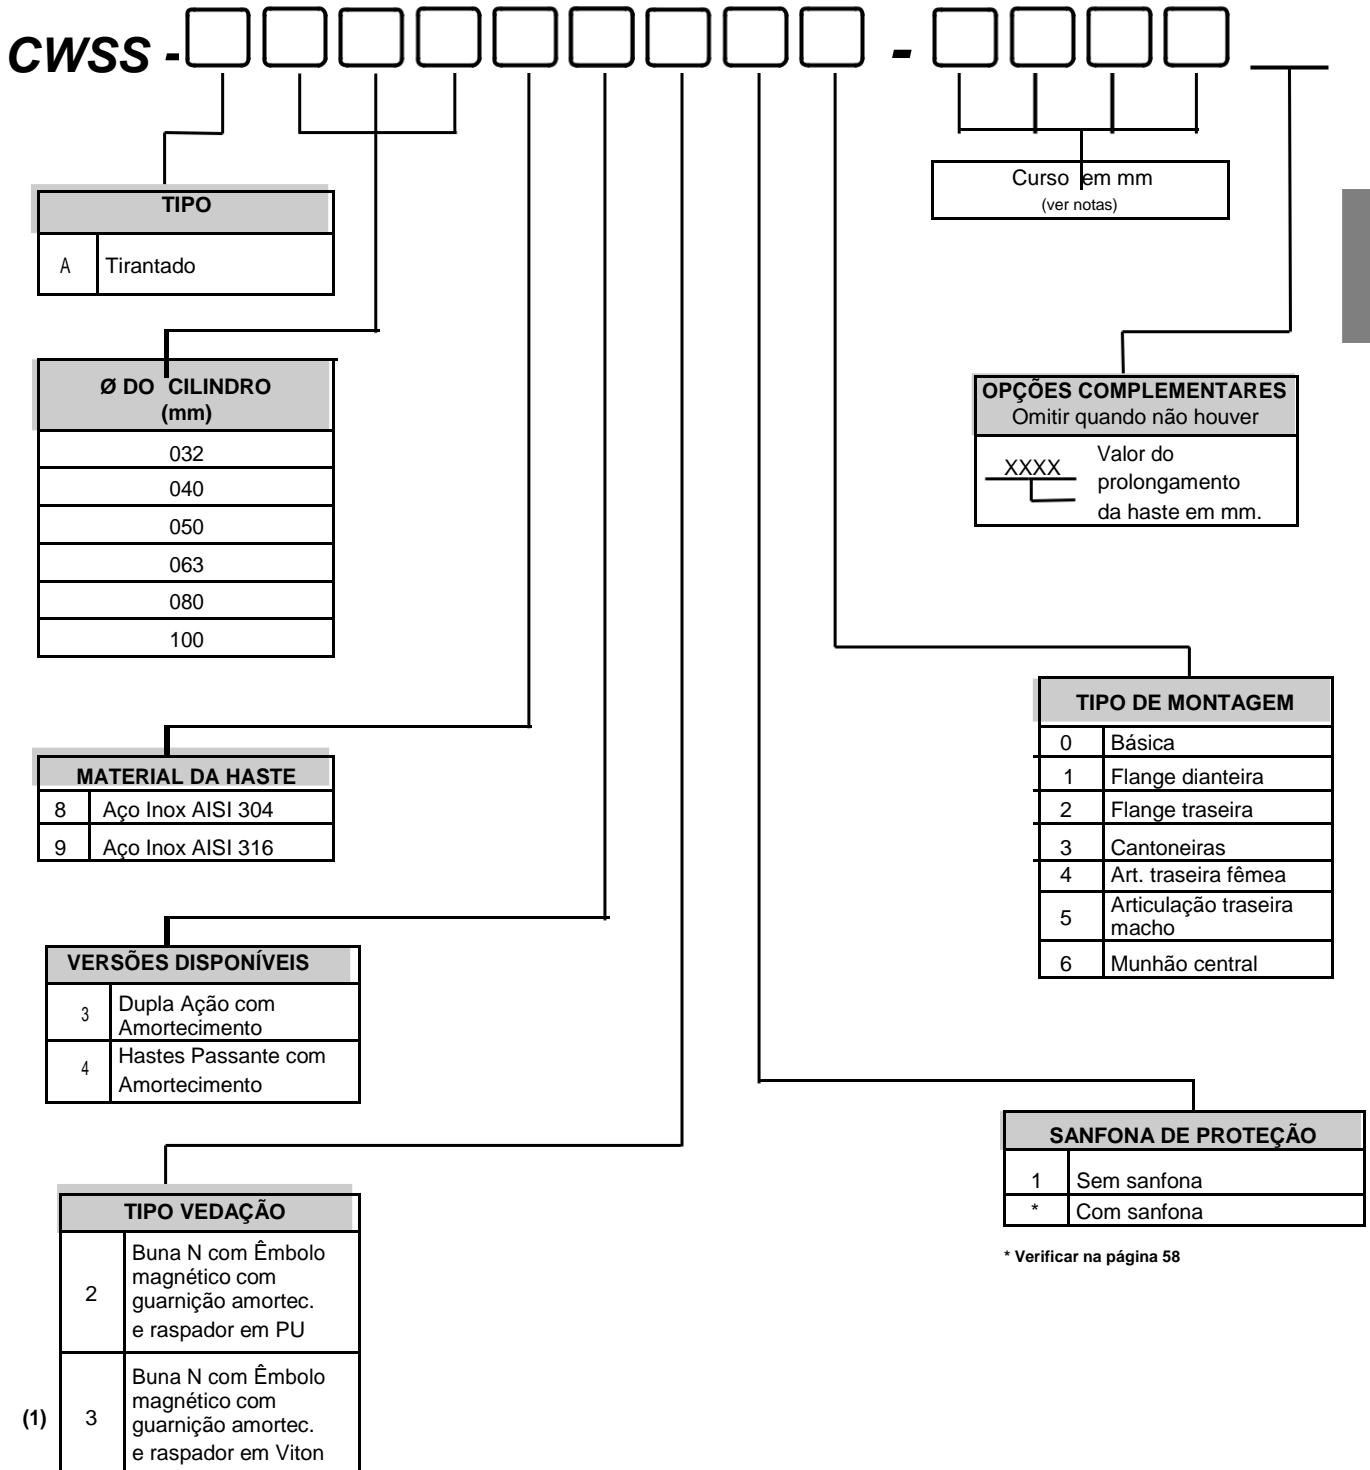 CWSS - -
TIPO
A Tirantado
Curso em mm
(ver notas)
Ø DO CILINDRO
(mm)
032
040
050
063
080
100
OPÇÕES COMPLEMENTARES
Omitir quando não houver
XXXX
Valor do
prolongamento
da haste em mm.
MATERIAL DA HASTE
8 Aço Inox AISI 304
9 Aço Inox AISI 316
TIPO DE MONTAGEM
0 Básica
1 Flange dianteira
2 Flange traseira
3 Cantoneiras
4 Art. traseira fêmea
5 Articulação traseira
macho
6 Munhão central
VERSÕES DISPONÍVEIS
3 Dupla Ação com
Amortecimento
4 Hastes Passante com
Amortecimento
SANFONA DE PROTEÇÃO
1 Sem sanfona
* Com sanfona
* Verificar na página 58
TIPO VEDAÇÃO
2 Buna N com Êmbolo
magnético com
guarnição amortec.
e raspador em PU
(1) 3 Buna N com Êmbolo
magnético com
guarnição amortec.
e raspador em Viton